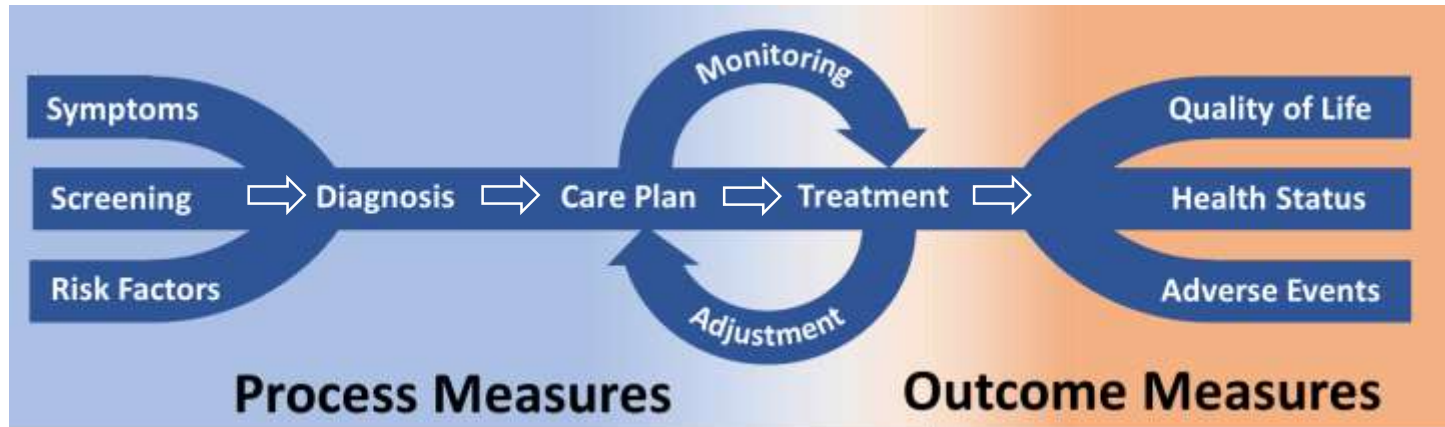 Symptoms
Screening
Risk Factors
Diagnosis
Care Plan
Monitoring
Adjustment
Treatment
Quality of Life
Health Status
Adverse Events
Process Measures
Outcome Measures